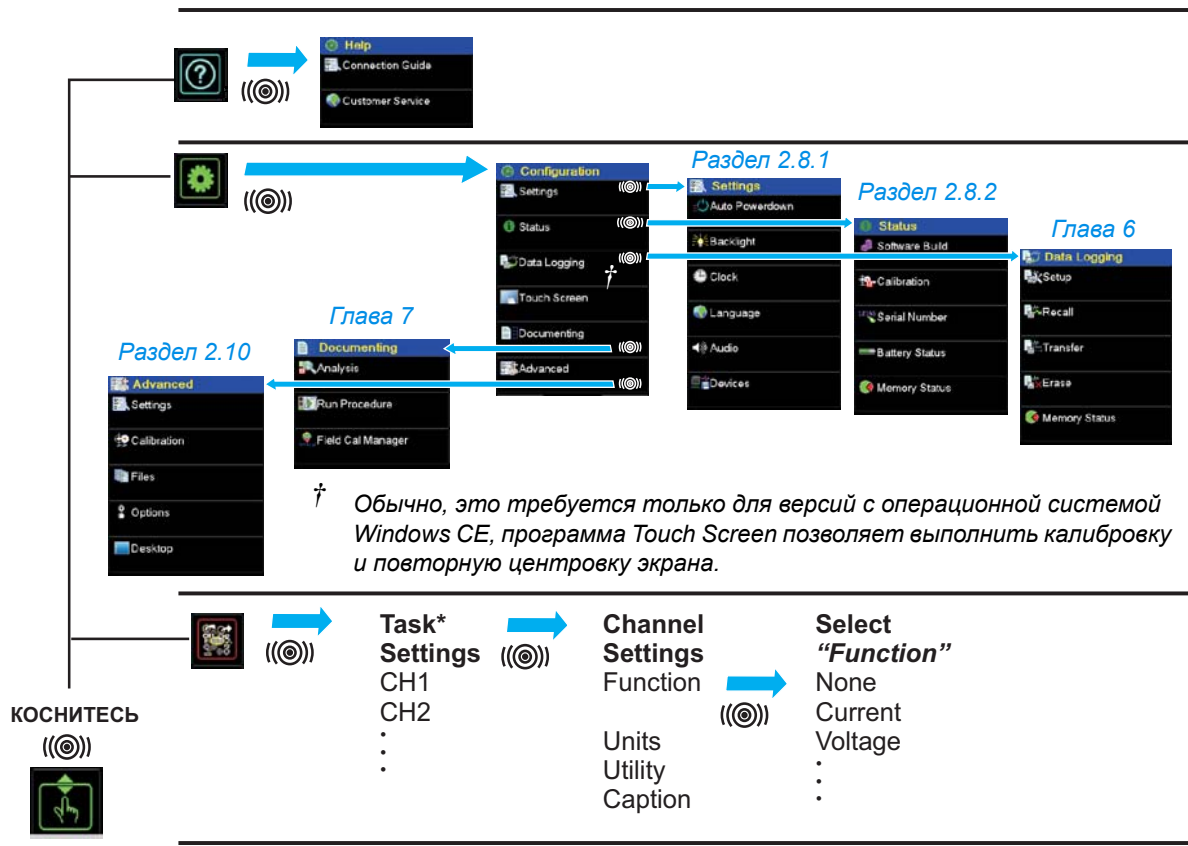 Help
Connection Guide
Customer Service
Configuration
Settings
Status
Data Logging
†
Touch Screen
Documenting
Advanced
Раздел 2.8.1
Settings
Auto Powerdown
Backlight
Clock
Language
Audio
Devices
Раздел 2.8.2
Status
Software Build
Calibration
Serial Number
Battery Status
Memory Status
Глава 6
Data Logging
Setup
Recall
Transfer
Erase
Memory Status
Глава 7
Documenting
Analysis
Run Procedure
Field Cal Manager
Раздел 2.10
Advanced
Settings
Calibration
Files
Options
Desktop
† Обычно, это требуется только для версий с операционной системой
Windows CE, программа Touch Screen позволяет выполнить калибровку
и повторную центровку экрана.
Task*
Settings
CH1
CH2
Channel
Settings
Function
Units
Utility
Caption
Select
“Function”
None
Current
Voltage
КОСНИТЕСЬ